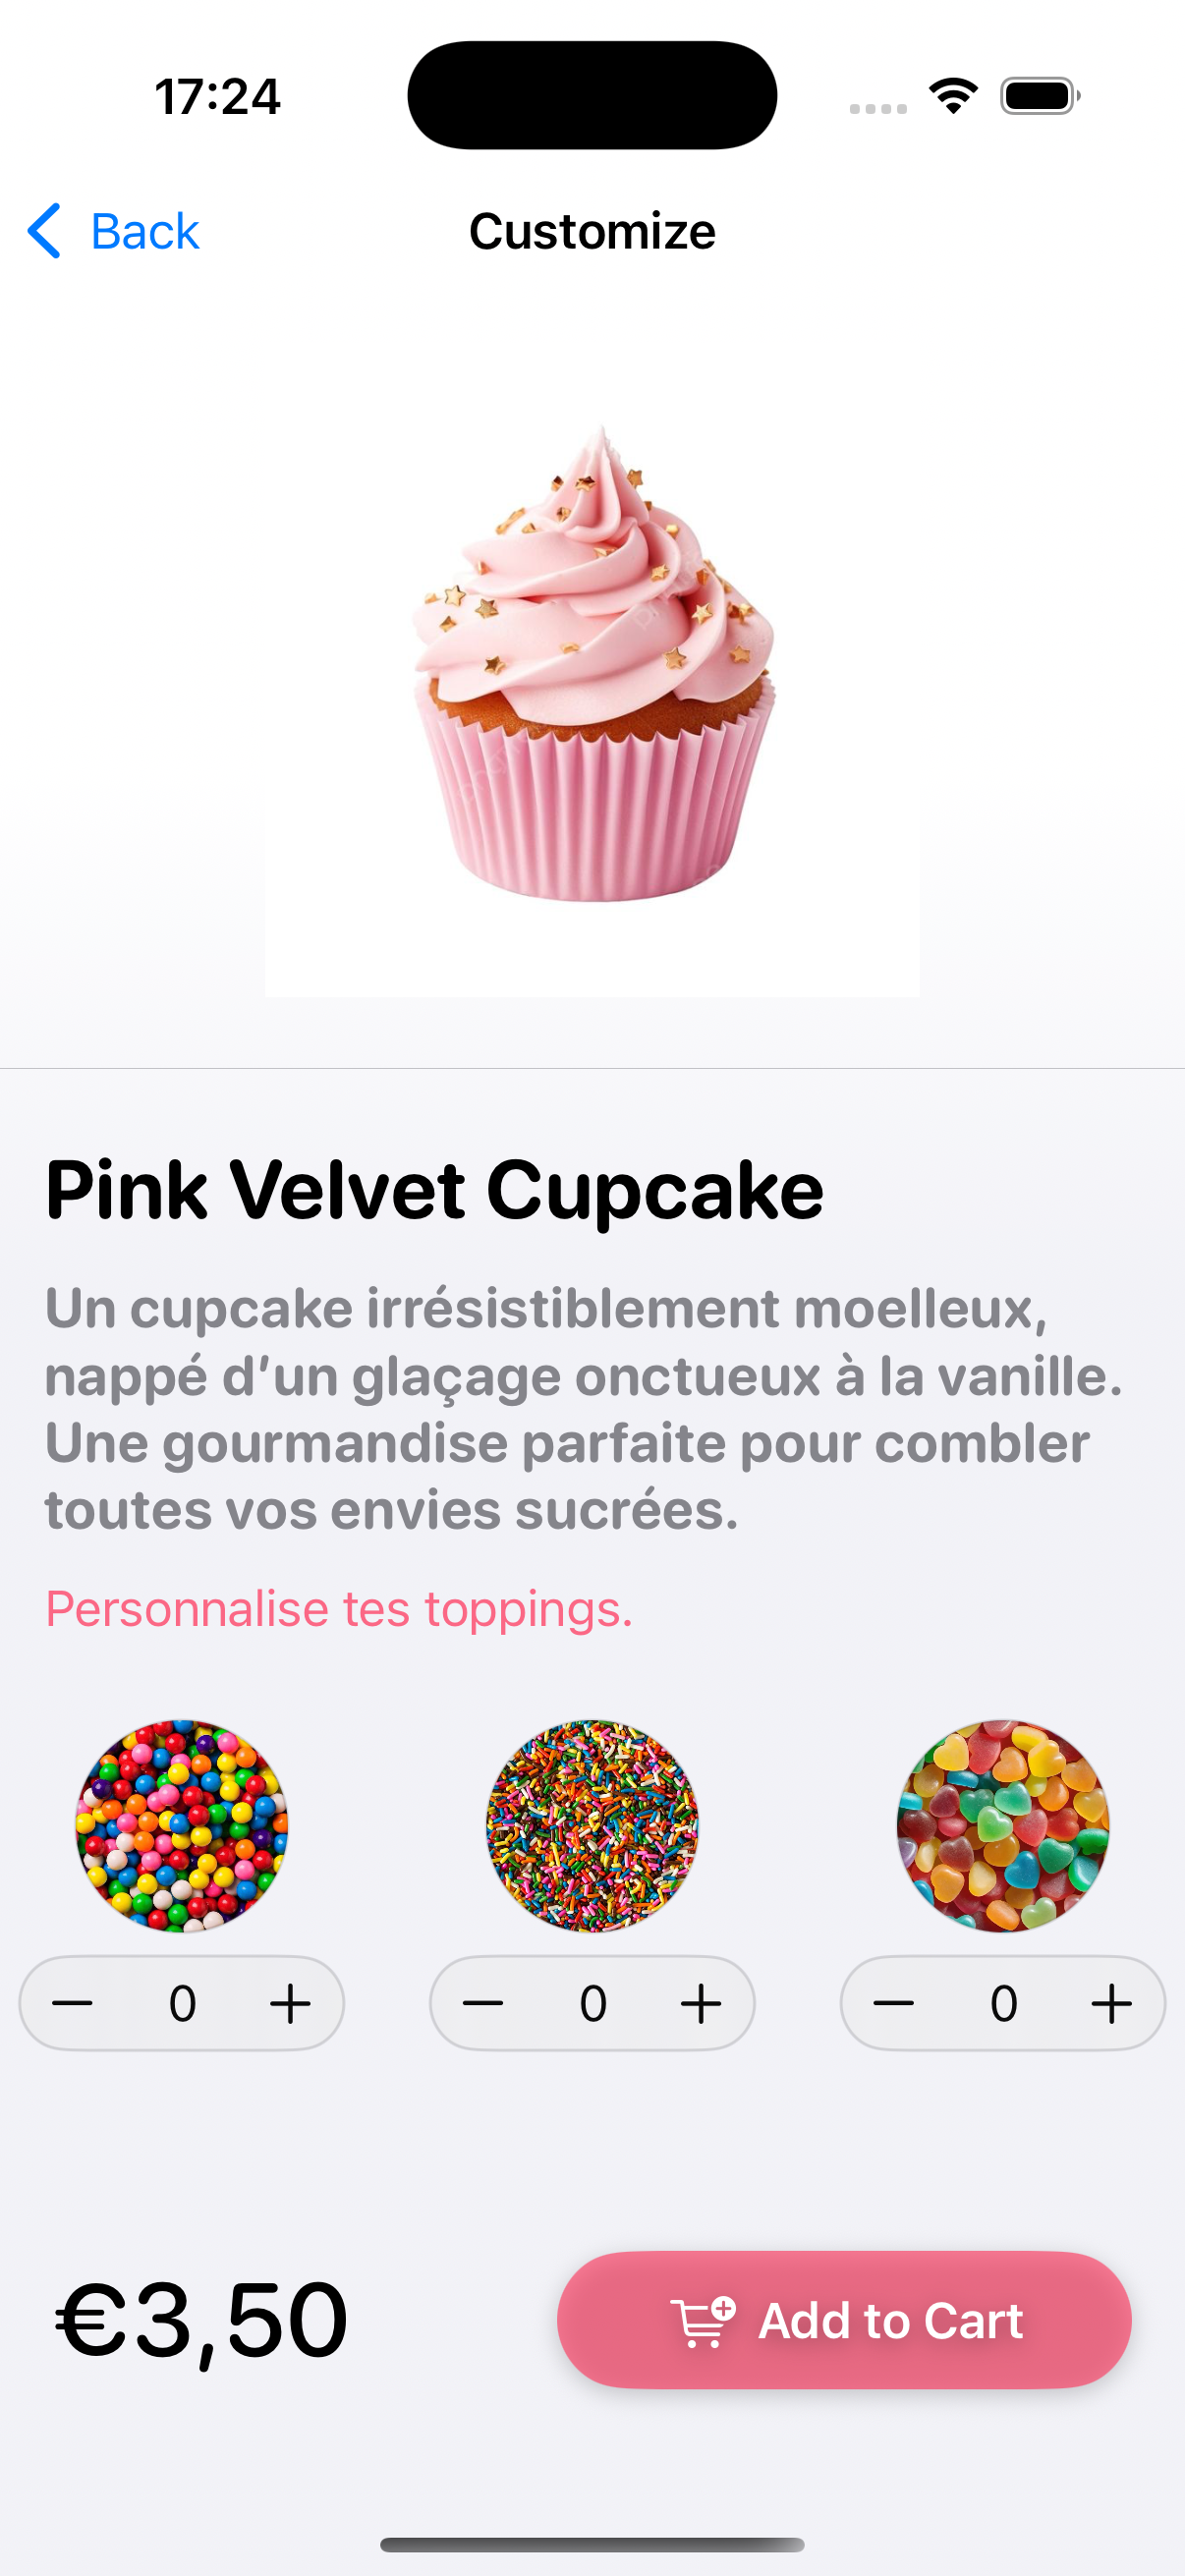 17:24
Back
Customize
Pink Velvet Cupcake
Un cupcake irrésistiblement moelleux,
nappé d’un glaçage onctueux à la vanille.
Une gourmandise parfaite pour combler
toutes vos envies sucrées.
Personnalise tes toppings.
− 0 + − 0 + − 0 +
€3,50
Add to Cart